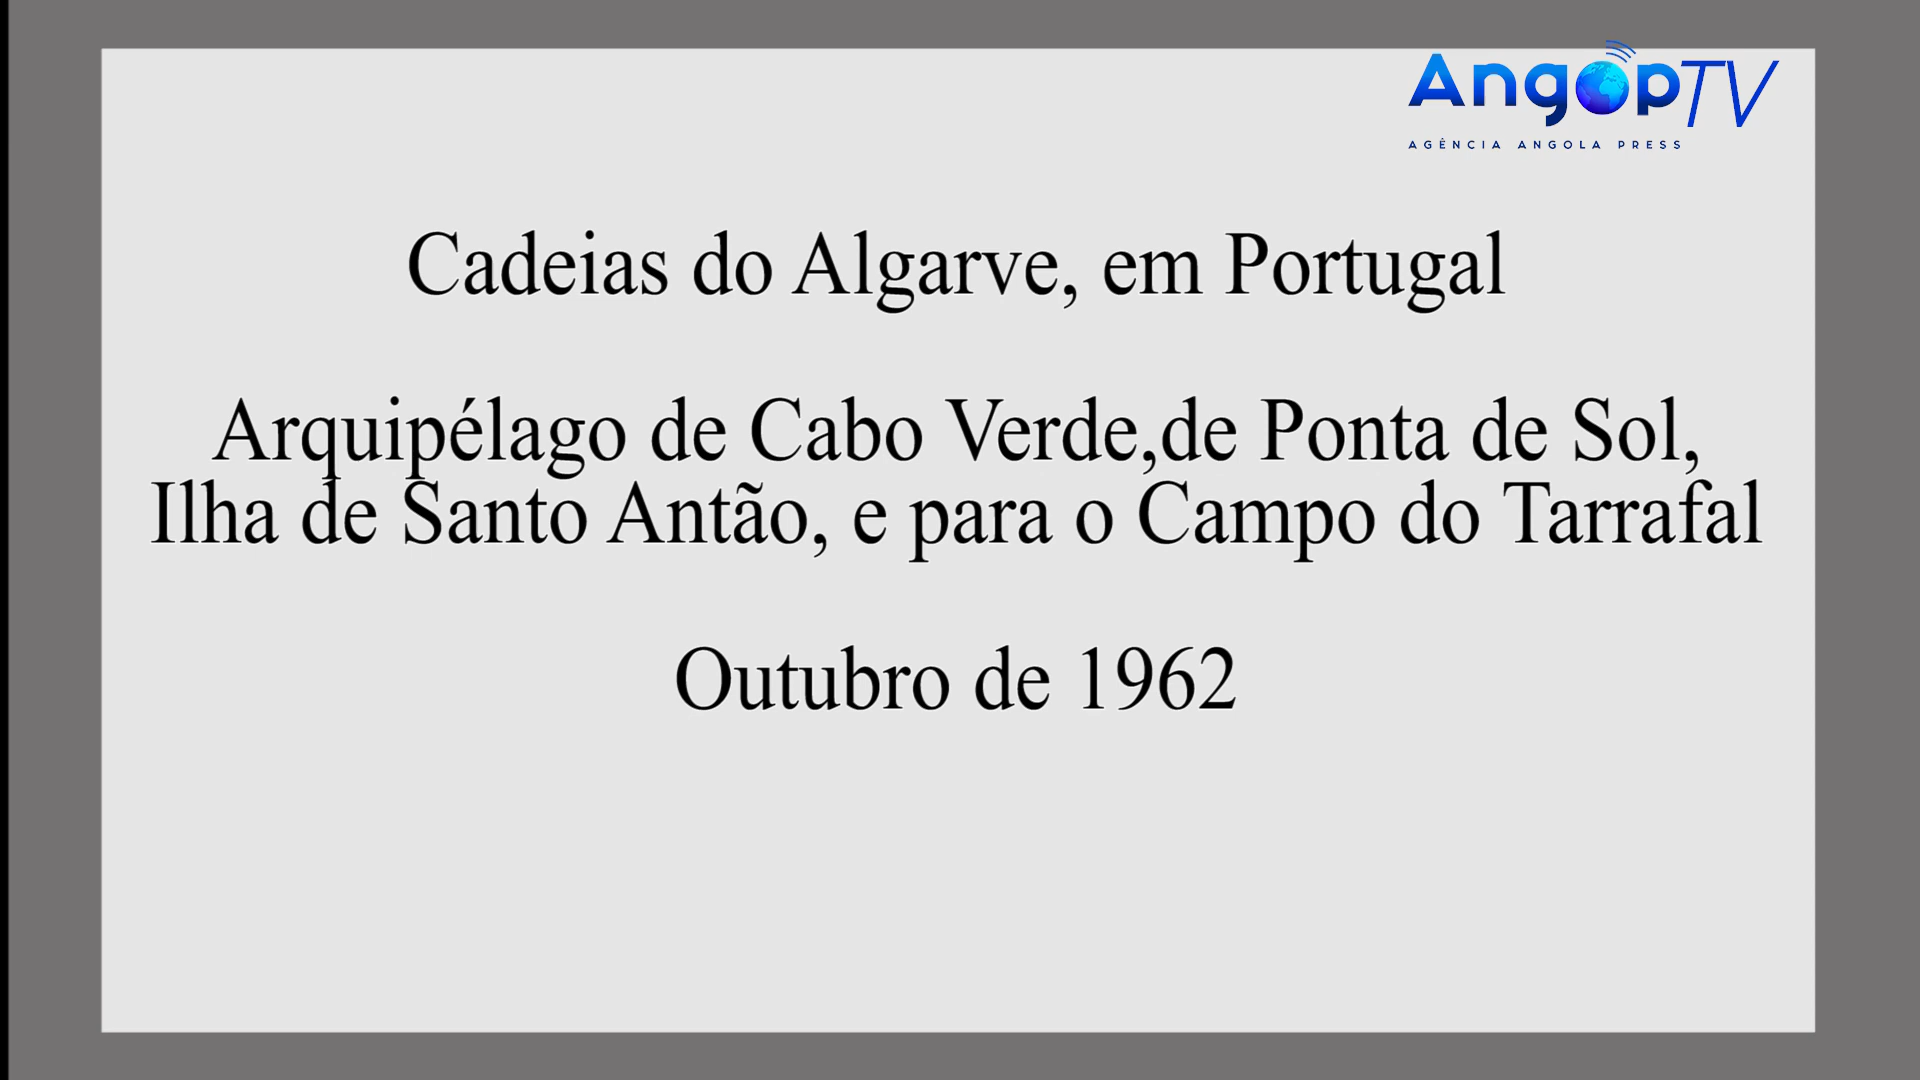 AngopTV
AGÊNCIA ANGOLA PRESS
Cadeias do Algarve, em Portugal
Arquipélago de Cabo Verde,de Ponta de Sol,
Ilha de Santo Antão, e para o Campo do Tarrafal
Outubro de 1962